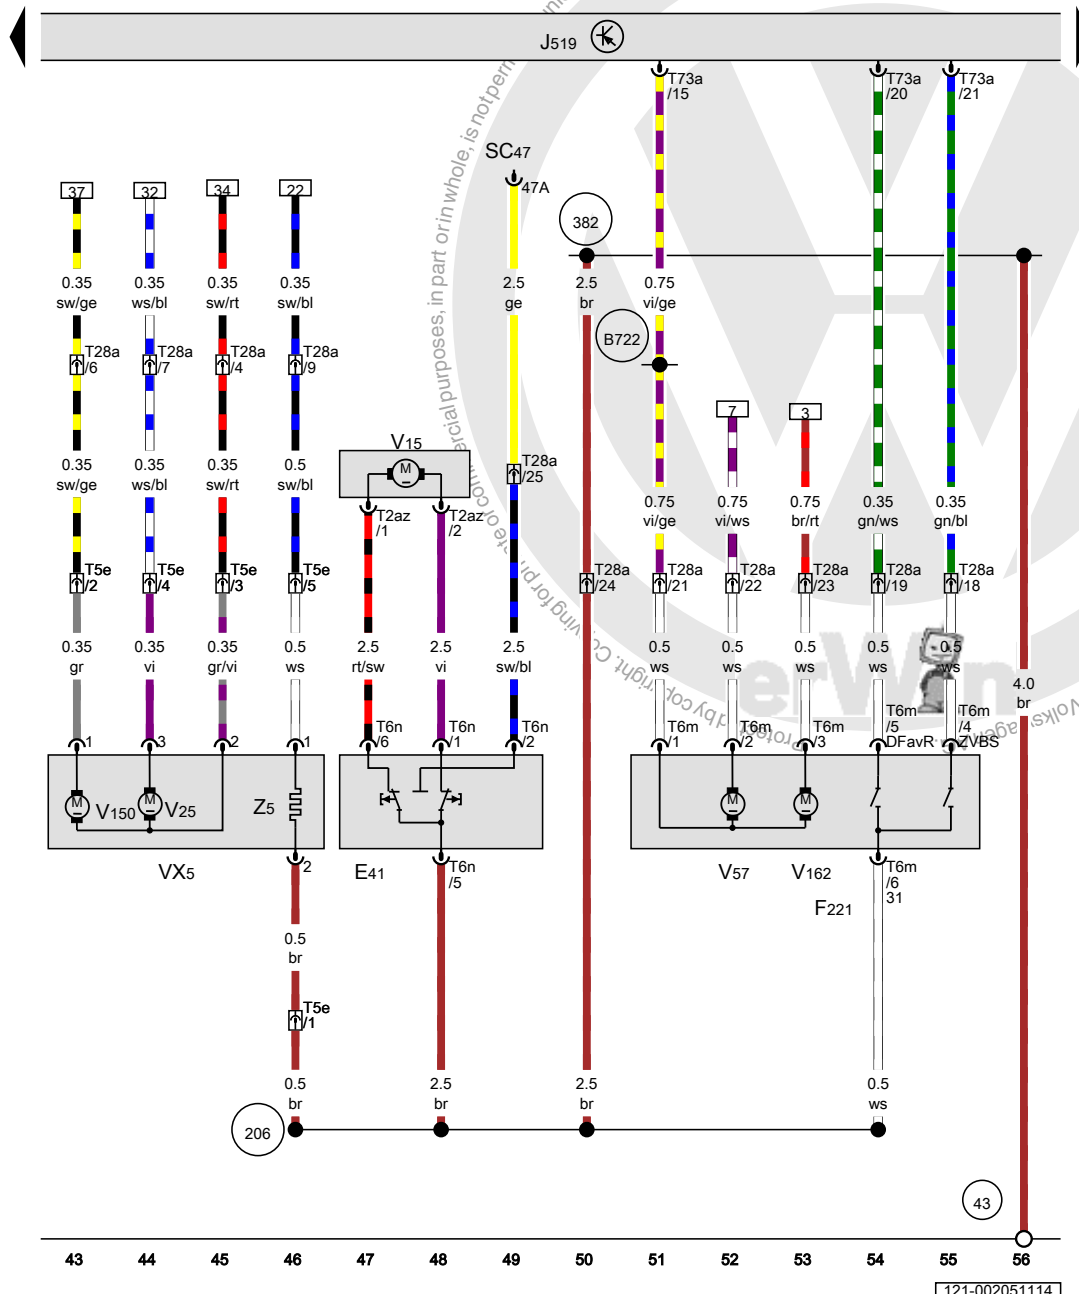 J519
T73a
/15
T73a
/20
T73a
/21
SC47
47A
37
32
34
22
382
0.35
sw/ge
0.35
ws/bl
0.35
sw/rt
0.35
sw/bl
2.5
ge
2.5
br
0.75
vi/ge
B722
T28a
/6
T28a
/7
T28a
/4
T28a
/9
7
3
V15
M
T28a
/25
0.35
sw/ge
0.35
ws/bl
0.35
sw/rt
0.5
sw/bl
0.75
vi/ge
0.75
vi/ws
0.75
br/rt
0.35
gn/ws
0.35
gn/bl
T2az
/1
T2az
/2
T5e
/2
T5e
/4
T5e
/3
T5e
/5
T28a
/24
T28a
/21
T28a
/22
T28a
/23
T28a
/19
T28a
/18
0.35
gr
0.35
vi
0.35
gr/vi
0.5
ws
2.5
rt/sw
2.5
vi
2.5
sw/bl
0.5
ws
0.5
ws
0.5
ws
0.5
ws
0.5
ws
4.0
br
erWin
1
3
2
1
T6n
/6
T6n
/1
T6n
/2
T6m
/1
T6m
/2
T6m
/3
T6m
/5
DFavR
T6m
/4
ZVBS
M
V150
M
V25
Z5
M
M
VX5
2
E41
T6n
/5
V57
V162
F221
T6m
/6
31
0.5
br
T5e
/1
0.5
br
2.5
br
2.5
br
0.5
ws
206
43
43
44
45
46
47
48
49
50
51
52
53
54
55
56
121-002051114